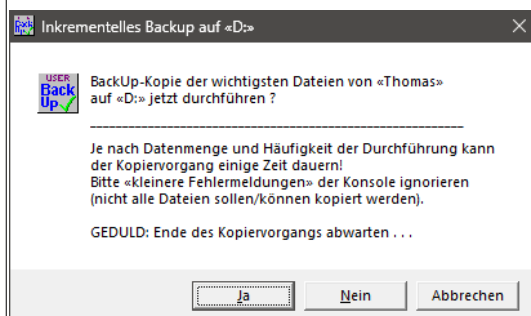 Inkrementelles Backup auf «D:»
USER
Back
Up
BackUp-Kopie der wichtigsten Dateien von «Thomas»
auf «D:» jetzt durchführen ?
Je nach Datenmenge und Häufigkeit der Durchführung kann
der Kopiervorgang einige Zeit dauern!
Bitte «kleinere Fehlermeldungen» der Konsole ignorieren
(nicht alle Dateien sollen/können kopiert werden).
GEDULD: Ende des Kopiervorgangs abwarten . . .
Ja
Nein
Abbrechen